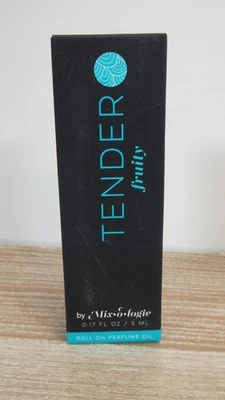 TENDER
fruity
by Mix•o•logie
0.17 FL OZ / 5 ML
ROLL-ON PERFUME OIL